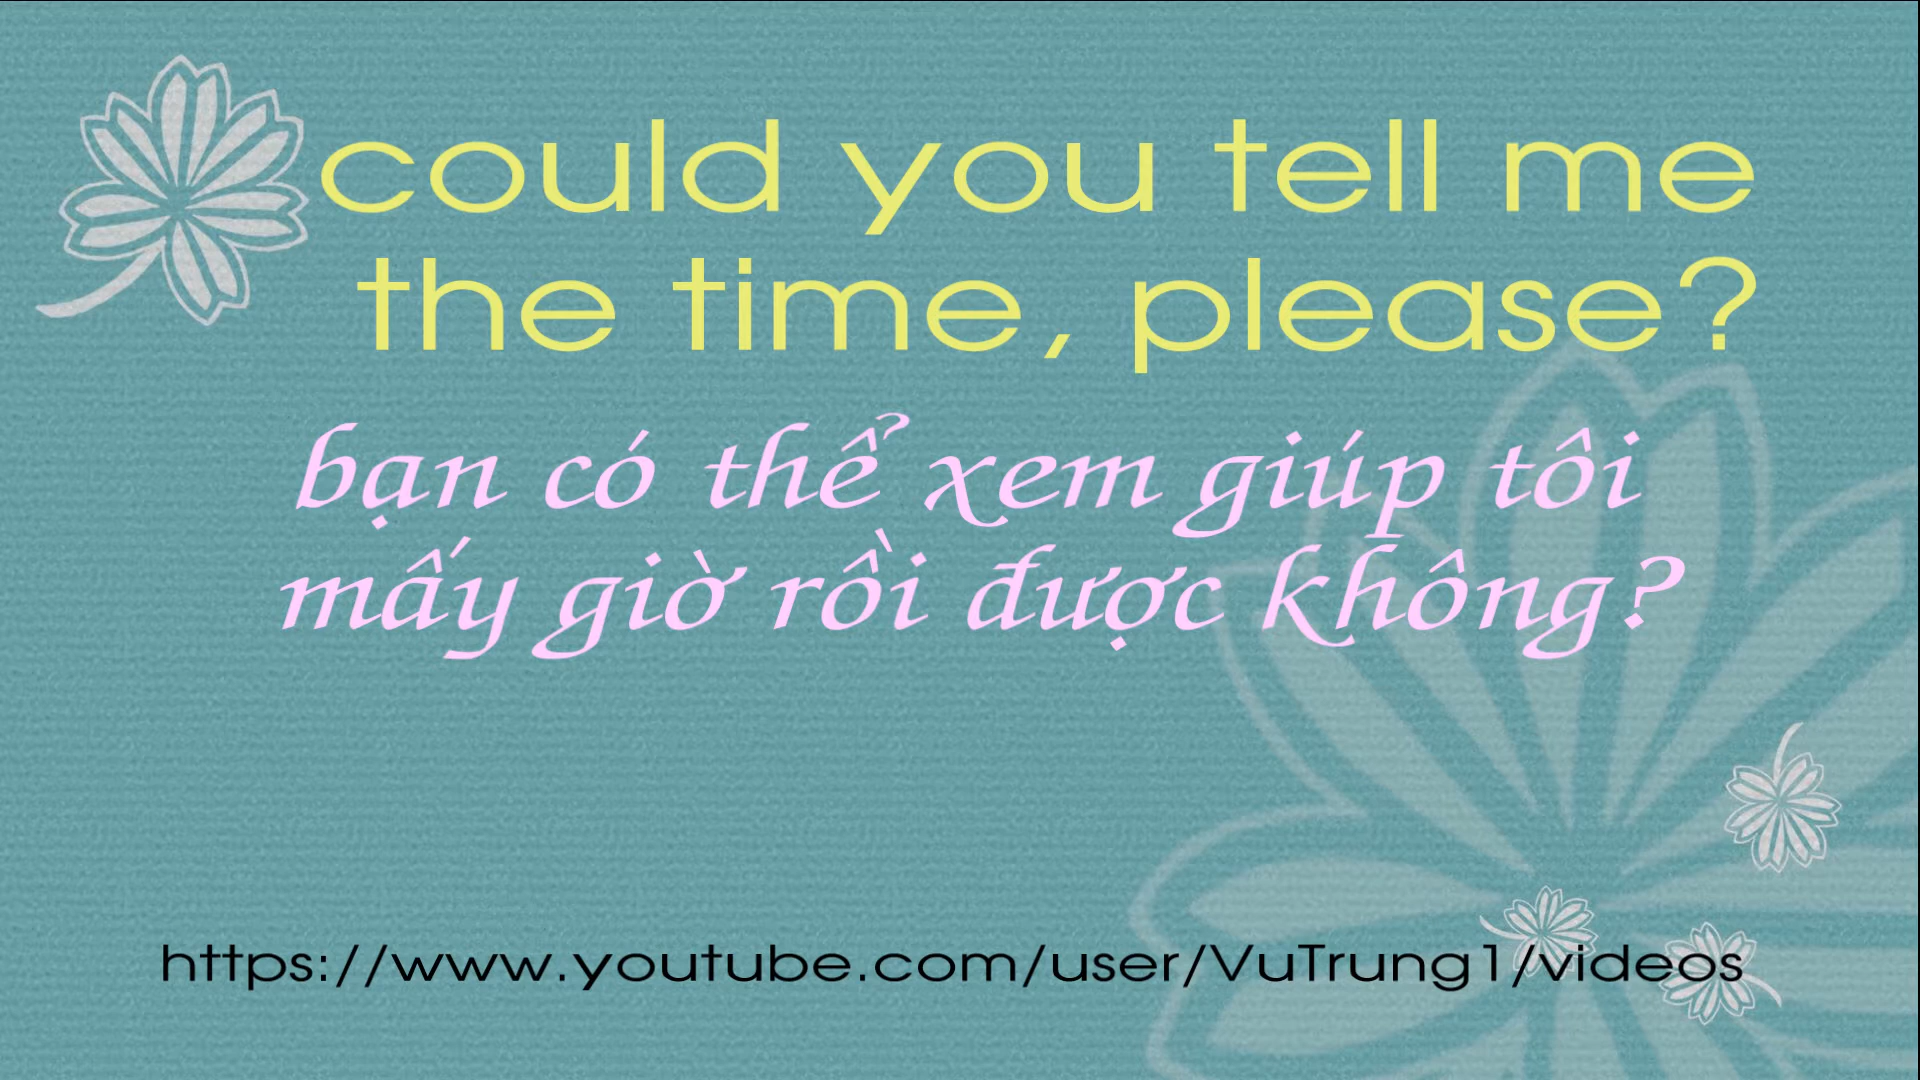 could you tell me
the time, please?
bạn có thể xem giúp tôi
mấy giờ rồi được không?
https://www.youtube.com/user/VuTrung1/videos